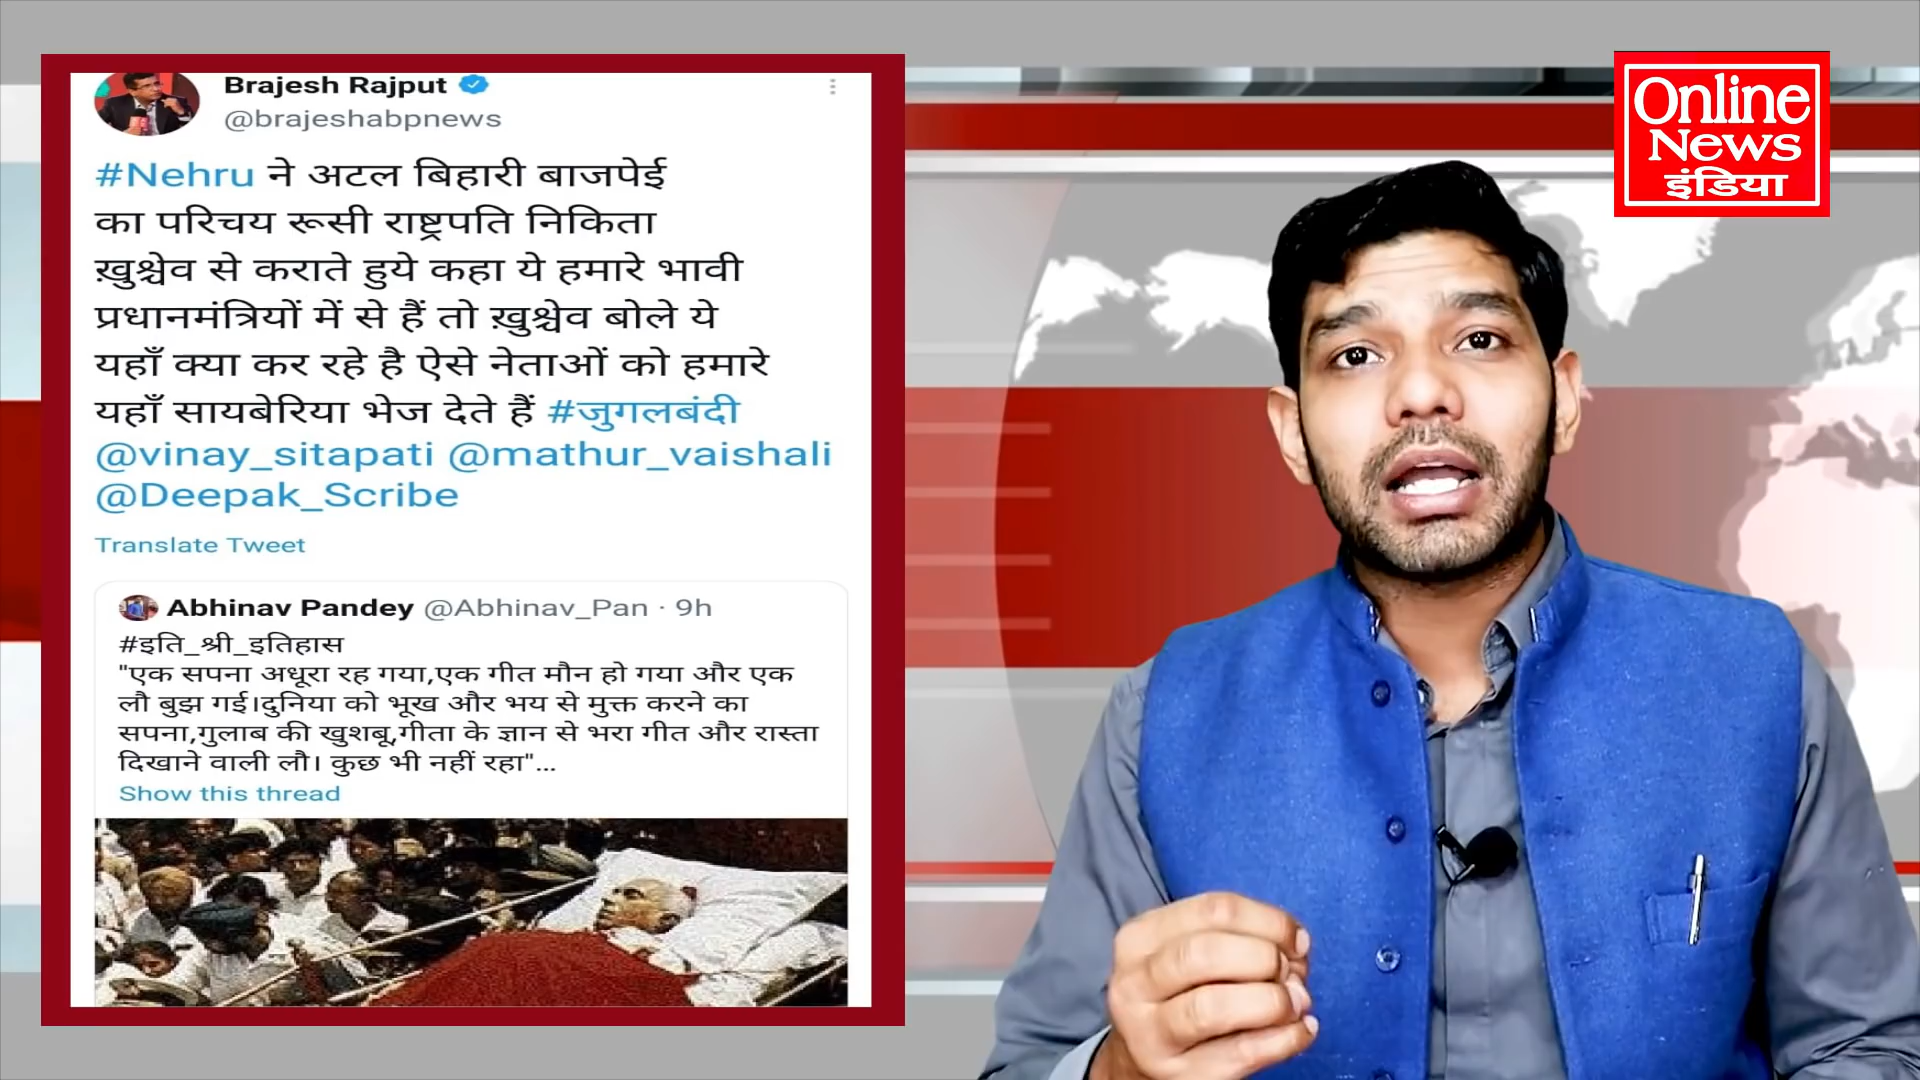 Brajesh Rajput
@brajeshabpnews
#Nehru ने अटल बिहारी बाजपेई
का परिचय रूसी राष्ट्रपति निकिता
ख़ुश्चेव से कराते हुये कहा ये हमारे भावी
प्रधानमंत्रियों में से हैं तो ख़ुश्चेव बोले ये
यहाँ क्या कर रहे है ऐसे नेताओं को हमारे
यहाँ सायबेरिया भेज देते हैं #जुगलबंदी
@vinay_sitapati @mathur_vaishali
@Deepak_Scribe
Translate Tweet
Abhinav Pandey @Abhinav_Pan · 9h
#इति_श्री_इतिहास
"एक सपना अधूरा रह गया,एक गीत मौन हो गया और एक
लौ बुझ गई।दुनिया को भूख और भय से मुक्त करने का
सपना,गुलाब की खुशबू,गीता के ज्ञान से भरा गीत और रास्ता
दिखाने वाली लौ। कुछ भी नहीं रहा"...
Show this thread
Online
News
इंडिया